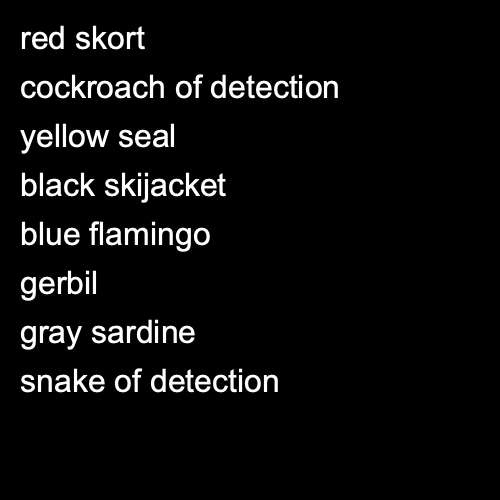 red skort
cockroach of detection
yellow seal
black skijacket
blue flamingo
gerbil
gray sardine
snake of detection